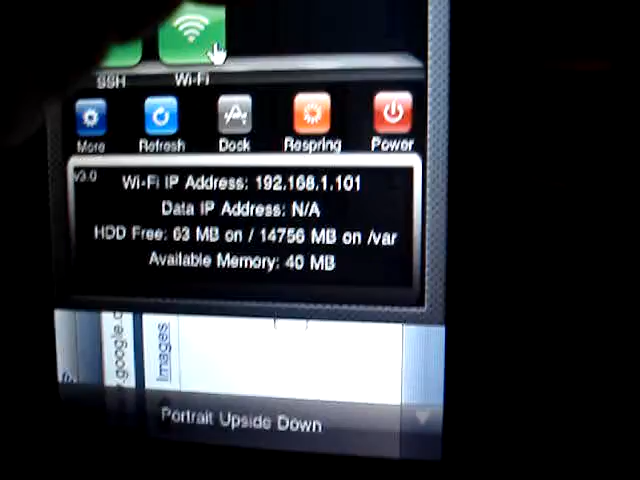 SSH Wi-Fi
More Refresh Dock Respring Power
v3.0
Wi-Fi IP Address: 192.168.1.101
Data IP Address: N/A
HDD Free: 63 MB on / 14756 MB on /var
Available Memory: 40 MB
.google.c
Images
Portrait Upside Down